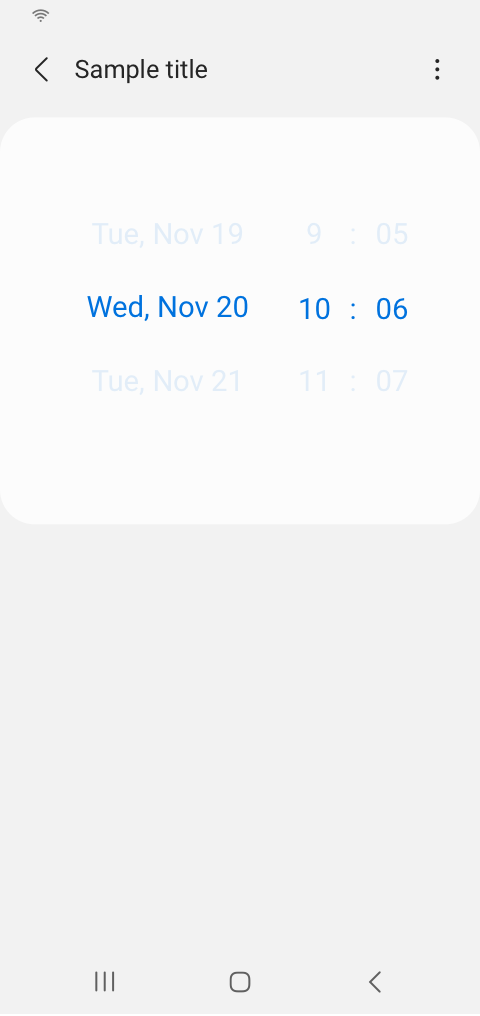 Sample title
Tue, Nov 19 9 : 05
Wed, Nov 20 10 : 06
Tue, Nov 21 11 : 07